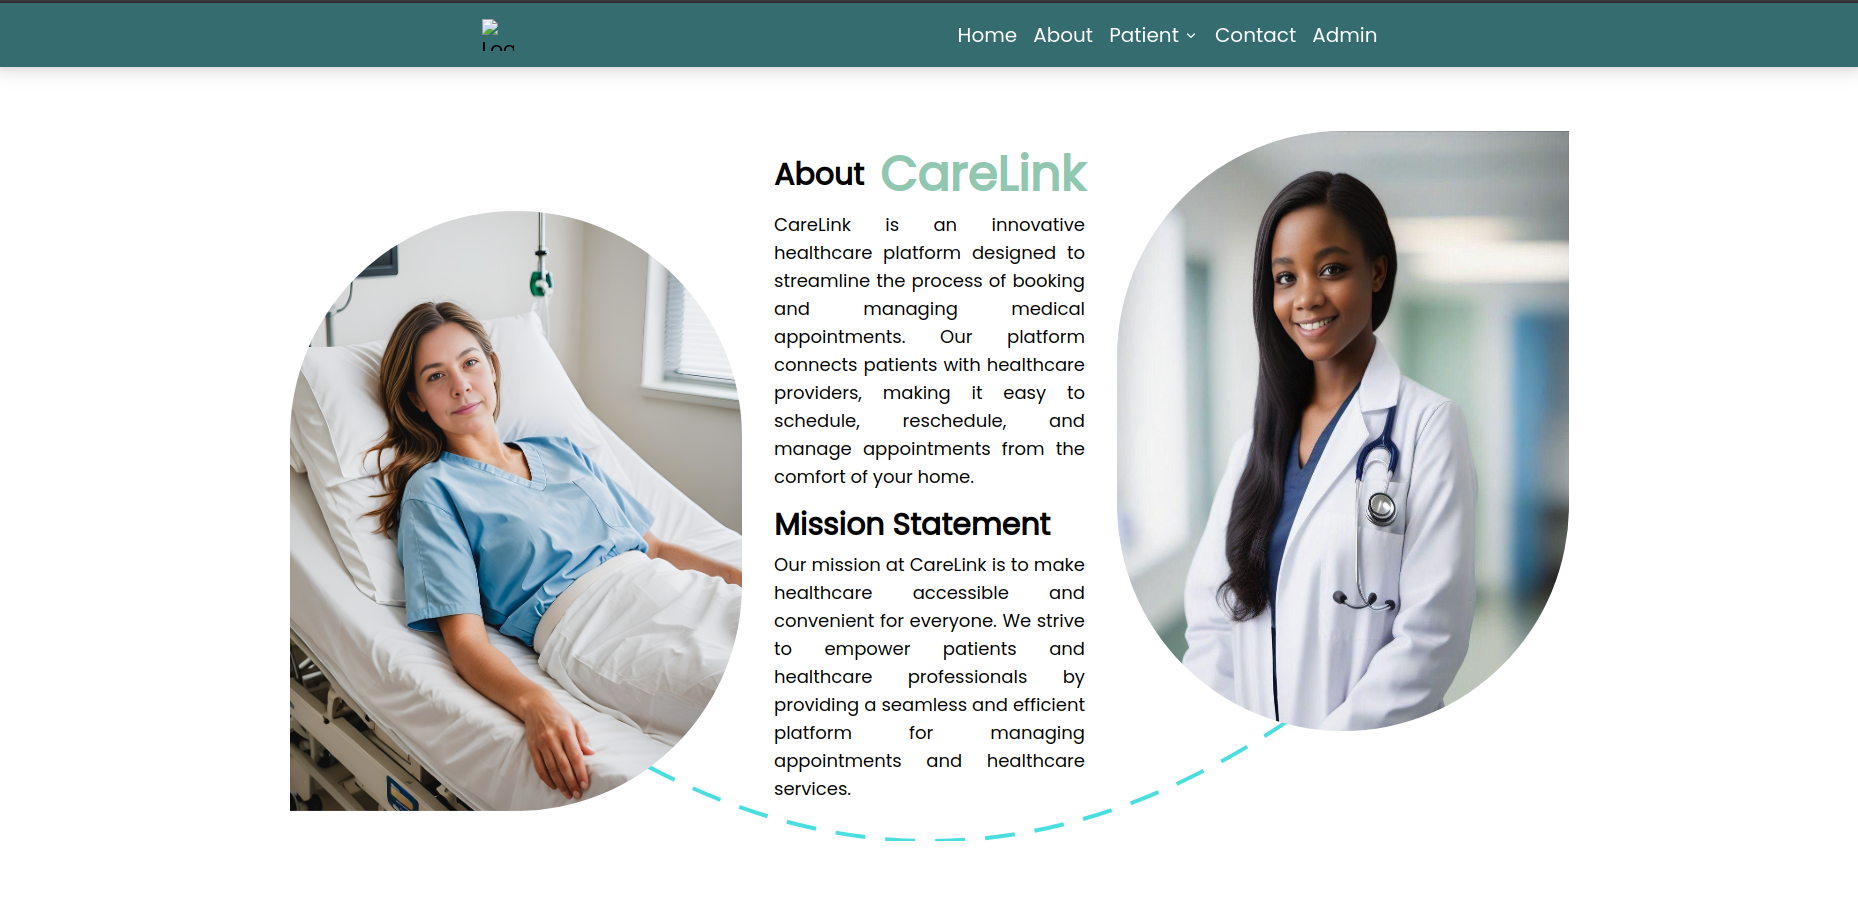 Home About Patient Contact Admin
About CareLink
CareLink is an innovative
healthcare platform designed to
streamline the process of booking
and managing medical
appointments. Our platform
connects patients with healthcare
providers, making it easy to
schedule, reschedule, and
manage appointments from the
comfort of your home.
Mission Statement
Our mission at CareLink is to make
healthcare accessible and
convenient for everyone. We strive
to empower patients and
healthcare professionals by
providing a seamless and efficient
platform for managing
appointments and healthcare
services.